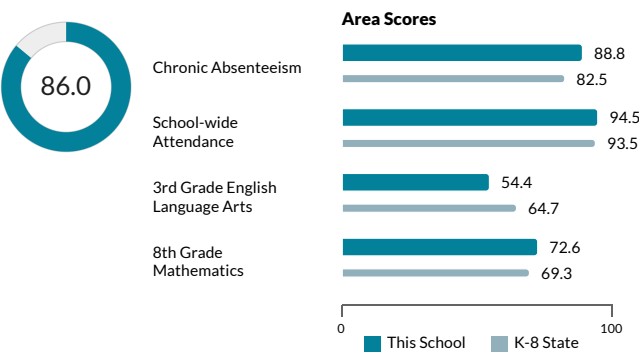 Area Scores
86.0
Chronic Absenteeism
88.8
82.5
School-wide
Attendance
94.5
93.5
3rd Grade English
Language Arts
54.4
64.7
8th Grade
Mathematics
72.6
69.3
0
100
This School
K-8 State